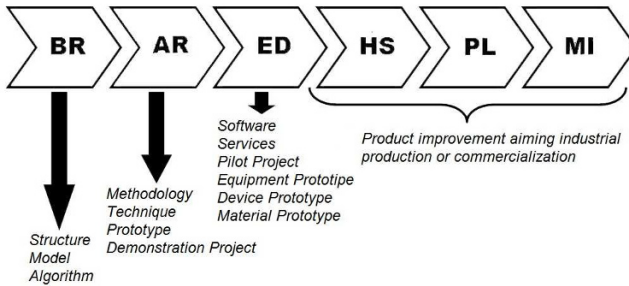 BR AR ED HS PL MI
Software
Services
Pilot Project
Equipment Prototipe
Device Prototype
Material Prototype
Product improvement aiming industrial
production or commercialization
Methodology
Technique
Prototype
Demonstration Project
Structure
Model
Algorithm